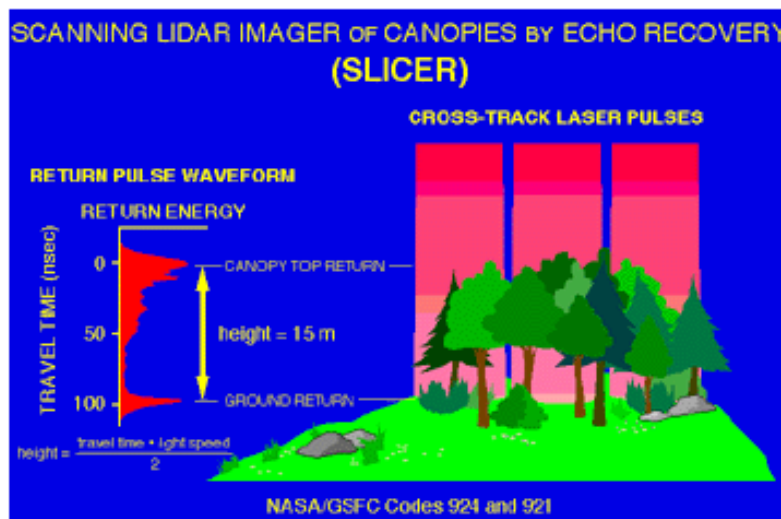 SCANNING LIDAR IMAGER OF CANOPIES BY ECHO RECOVERY
(SLICER)
CROSS-TRACK LASER PULSES
RETURN PULSE WAVEFORM
RETURN ENERGY
TRAVEL TIME (nsec)
0
50
100
CANOPY TOP RETURN
height = 15 m
GROUND RETURN
height = travel time • light speed
2
NASA/GSFC Codes 924 and 921